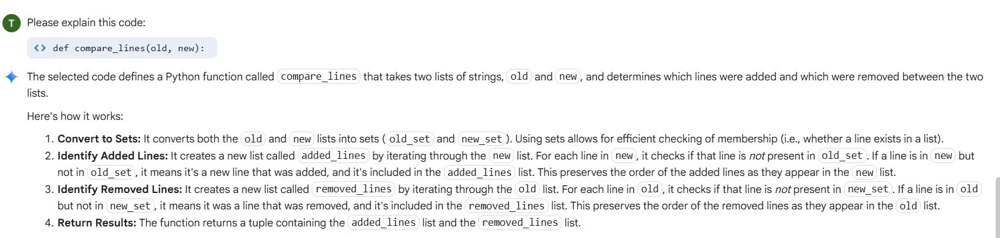 T Please explain this code:
<> def compare_lines(old, new):
The selected code defines a Python function called compare_lines that takes two lists of strings, old and new, and determines which lines were added and which were removed between the two
lists.
Here's how it works:
1. Convert to Sets: It converts both the old and new lists into sets (old_set and new_set). Using sets allows for efficient checking of membership (i.e., whether a line exists in a list).
2. Identify Added Lines: It creates a new list called added_lines by iterating through the new list. For each line in new, it checks if that line is not present in old_set. If a line is in new but
not in old_set, it means it's a new line that was added, and it's included in the added_lines list. This preserves the order of the added lines as they appear in the new list.
3. Identify Removed Lines: It creates a new list called removed_lines by iterating through the old list. For each line in old, it checks if that line is not present in new_set. If a line is in old
but not in new_set, it means it was a line that was removed, and it's included in the removed_lines list. This preserves the order of the removed lines as they appear in the old list.
4. Return Results: The function returns a tuple containing the added_lines list and the removed_lines list.